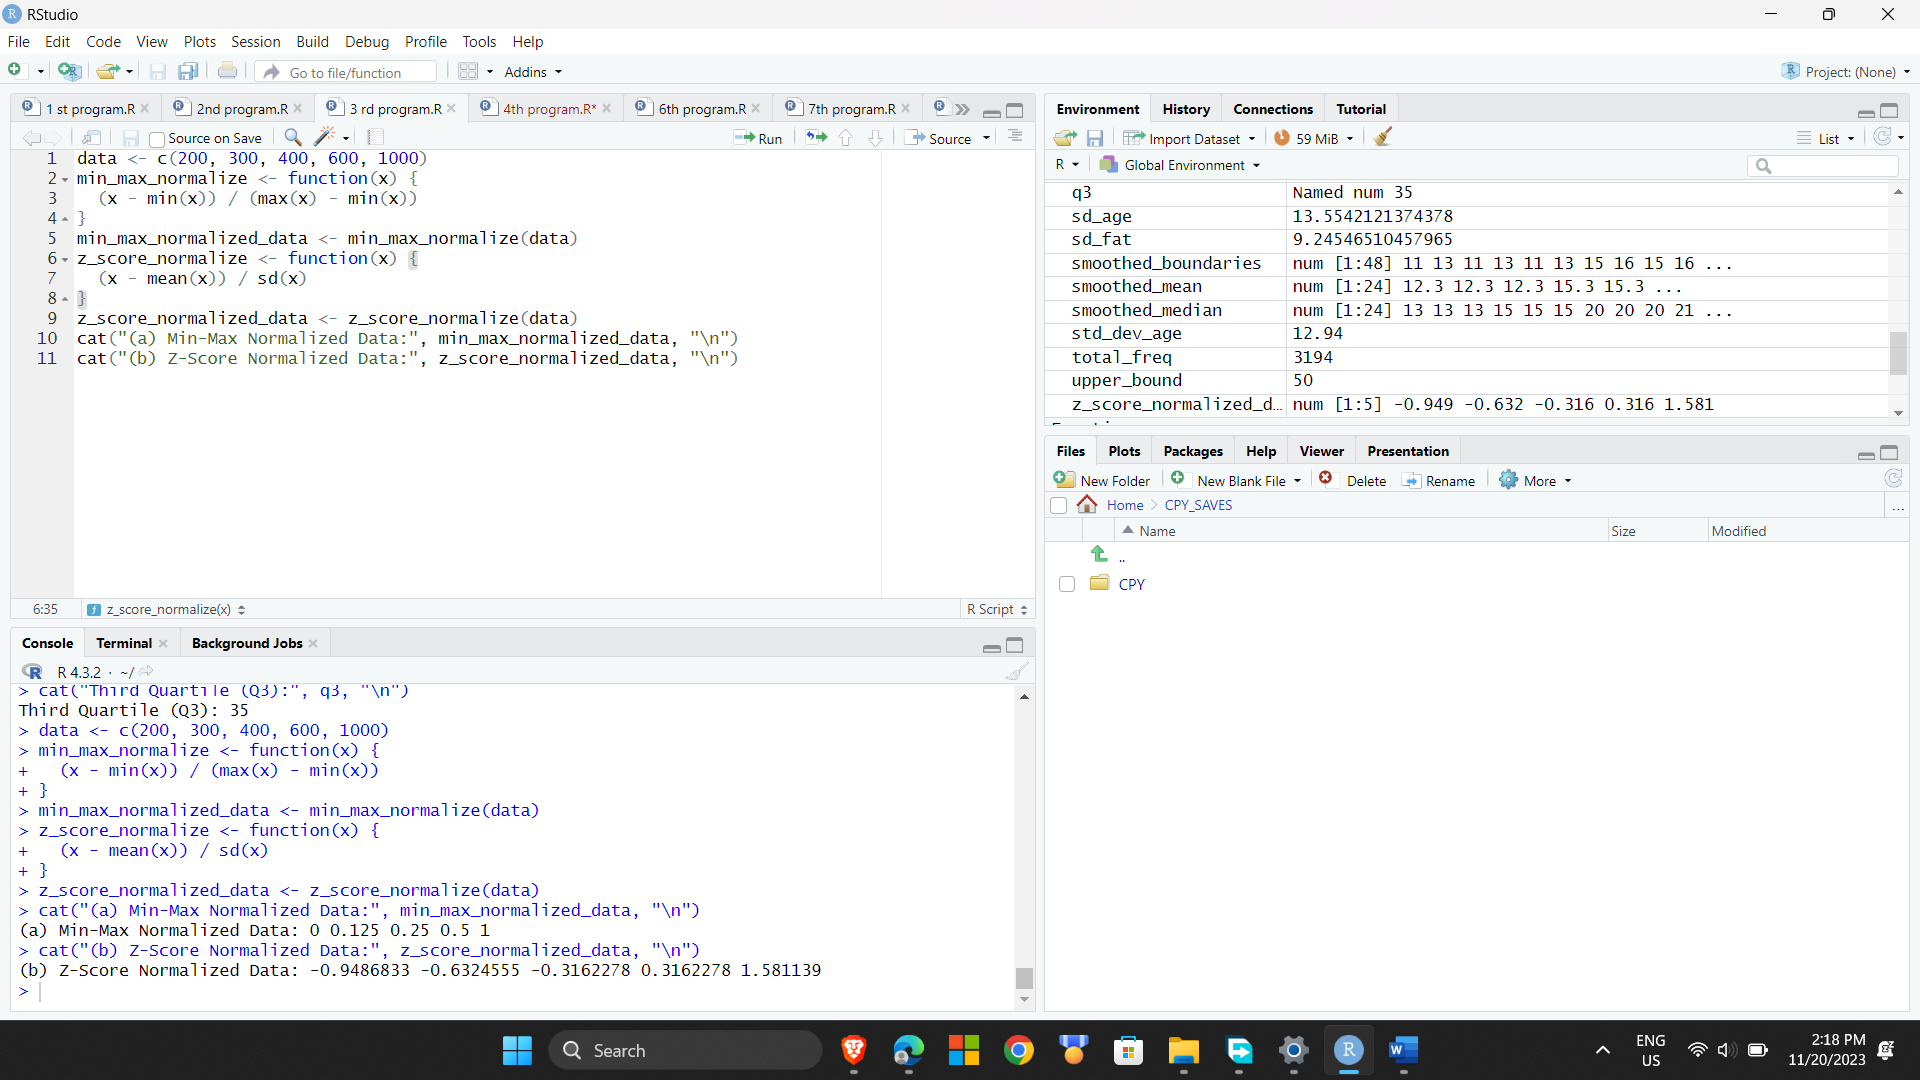 RStudio
File Edit Code View Plots Session Build Debug Profile Tools Help
Go to file/function Addins Project: (None)
1 st program.R 2nd program.R 3 rd program.R 4th program.R* 6th program.R 7th program.R
Source on Save Run Source
1 data <- c(200, 300, 400, 600, 1000)
2 min_max_normalize <- function(x) {
3 (x - min(x)) / (max(x) - min(x))
4 }
5 min_max_normalized_data <- min_max_normalize(data)
6 z_score_normalize <- function(x) {
7 (x - mean(x)) / sd(x)
8 }
9 z_score_normalized_data <- z_score_normalize(data)
10 cat("(a) Min-Max Normalized Data:", min_max_normalized_data, "\n")
11 cat("(b) Z-Score Normalized Data:", z_score_normalized_data, "\n")
6:35 z_score_normalize(x) R Script
Console Terminal Background Jobs
R 4.3.2 · ~/
> cat("Third Quartile (Q3):", q3, "\n")
Third Quartile (Q3): 35
> data <- c(200, 300, 400, 600, 1000)
> min_max_normalize <- function(x) {
+ (x - min(x)) / (max(x) - min(x))
+ }
> min_max_normalized_data <- min_max_normalize(data)
> z_score_normalize <- function(x) {
+ (x - mean(x)) / sd(x)
+ }
> z_score_normalized_data <- z_score_normalize(data)
> cat("(a) Min-Max Normalized Data:", min_max_normalized_data, "\n")
(a) Min-Max Normalized Data: 0 0.125 0.25 0.5 1
> cat("(b) Z-Score Normalized Data:", z_score_normalized_data, "\n")
(b) Z-Score Normalized Data: -0.9486833 -0.6324555 -0.3162278 0.3162278 1.581139
>
Environment History Connections Tutorial
Import Dataset 59 MiB List
R Global Environment
q3 Named num 35
sd_age 13.5542121374378
sd_fat 9.24546510457965
smoothed_boundaries num [1:48] 11 13 11 13 11 13 15 16 15 16 ...
smoothed_mean num [1:24] 12.3 12.3 12.3 15.3 15.3 ...
smoothed_median num [1:24] 13 13 13 15 15 15 20 20 20 21 ...
std_dev_age 12.94
total_freq 3194
upper_bound 50
z_score_normalized_d… num [1:5] -0.949 -0.632 -0.316 0.316 1.581
Files Plots Packages Help Viewer Presentation
New Folder New Blank File Delete Rename More
Home > CPY_SAVES ...
Name Size Modified
..
CPY
Search
ENG
US
2:18 PM
11/20/2023